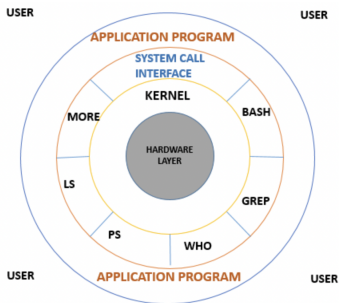 USER
USER
APPLICATION PROGRAM
SYSTEM CALL
INTERFACE
KERNEL
MORE
BASH
HARDWARE
LAYER
LS
GREP
PS
WHO
USER
APPLICATION PROGRAM
USER